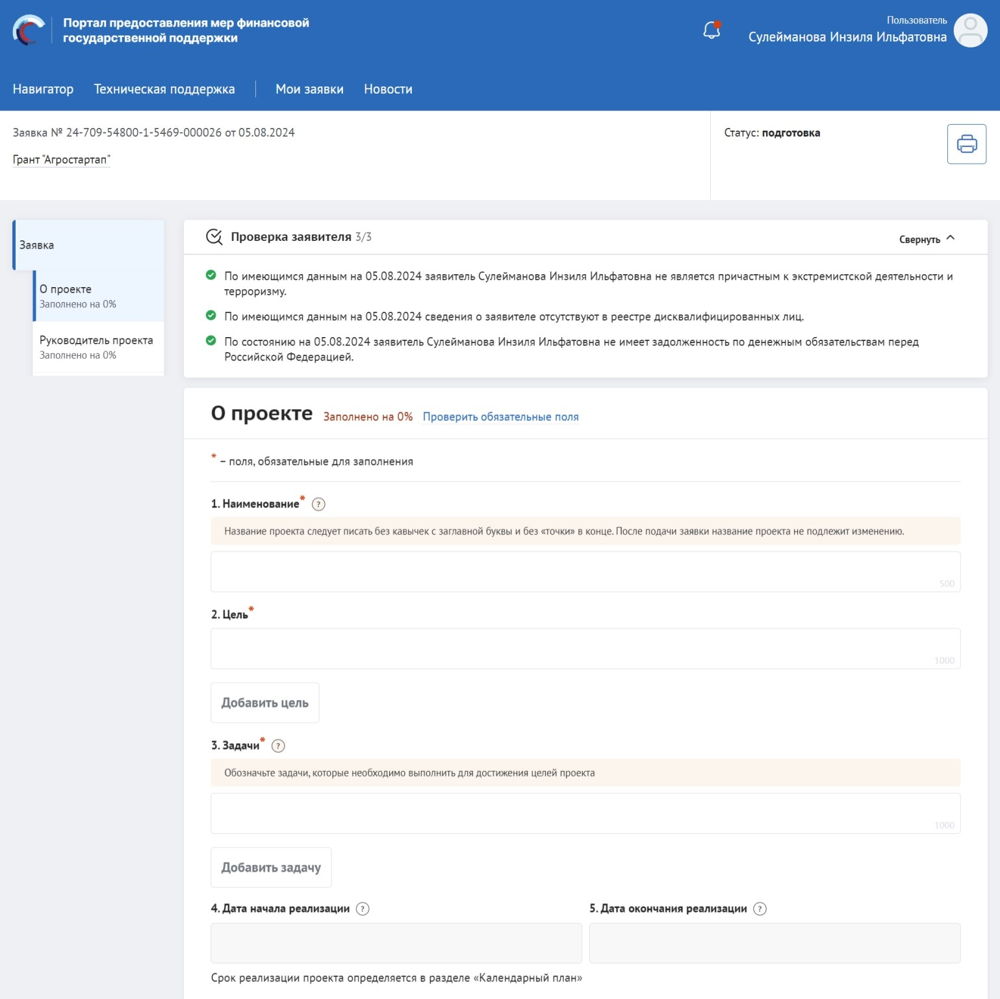 Портал предоставления мер финансовой
государственной поддержки
Пользователь
Сулейманова Инзиля Ильфатовна
Навигатор
Техническая поддержка
Мои заявки
Новости
Заявка № 24-709-54800-1-5469-000026 от 05.08.2024
Грант "Агростартап"
Статус: подготовка
Заявка
О проекте
Заполнено на 0%
Руководитель проекта
Заполнено на 0%
Проверка заявителя 3/3
Свернуть
По имеющимся данным на 05.08.2024 заявитель Сулейманова Инзиля Ильфатовна не является причастным к экстремистской деятельности и
терроризму.
По имеющимся данным на 05.08.2024 сведения о заявителе отсутствуют в реестре дисквалифицированных лиц.
По состоянию на 05.08.2024 заявитель Сулейманова Инзиля Ильфатовна не имеет задолженность по денежным обязательствам перед
Российской Федерацией.
О проекте Заполнено на 0% Проверить обязательные поля
* – поля, обязательные для заполнения
1. Наименование* ?
Название проекта следует писать без кавычек с заглавной буквы и без «точки» в конце. После подачи заявки название проекта не подлежит изменению.
500
2. Цель*
1000
Добавить цель
3. Задачи* ?
Обозначьте задачи, которые необходимо выполнить для достижения целей проекта
1000
Добавить задачу
4. Дата начала реализации ?
5. Дата окончания реализации ?
Срок реализации проекта определяется в разделе «Календарный план»